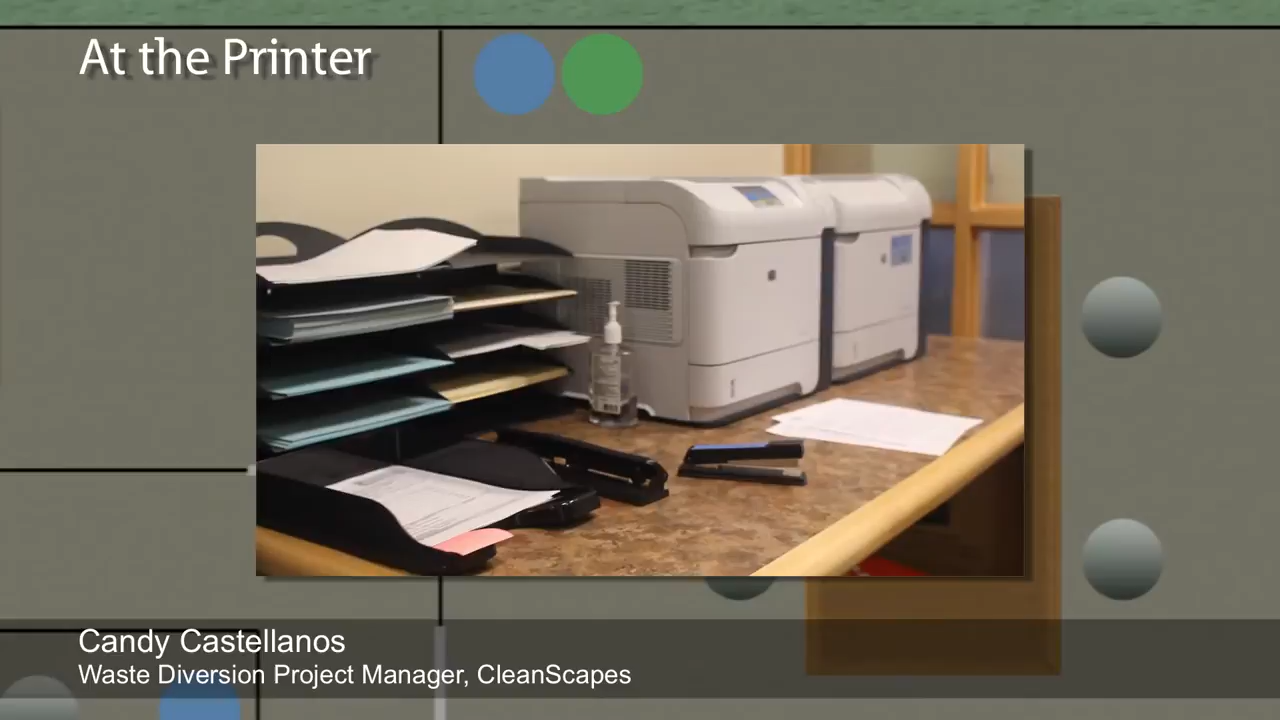 At the Printer
Candy Castellanos
Waste Diversion Project Manager, CleanScapes